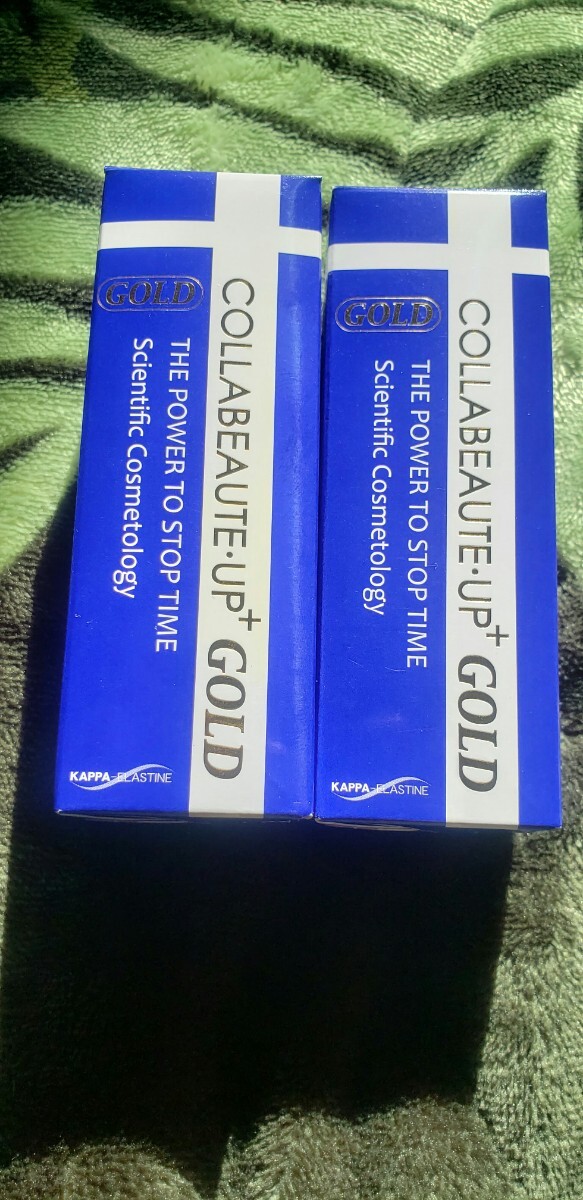 GOLD
COLLABEAUTE·UP+ GOLD
THE POWER TO STOP TIME
Scientific Cosmetology
KAPPA-ELASTINE
GOLD
COLLABEAUTE·UP+ GOLD
THE POWER TO STOP TIME
Scientific Cosmetology
KAPPA-ELASTINE